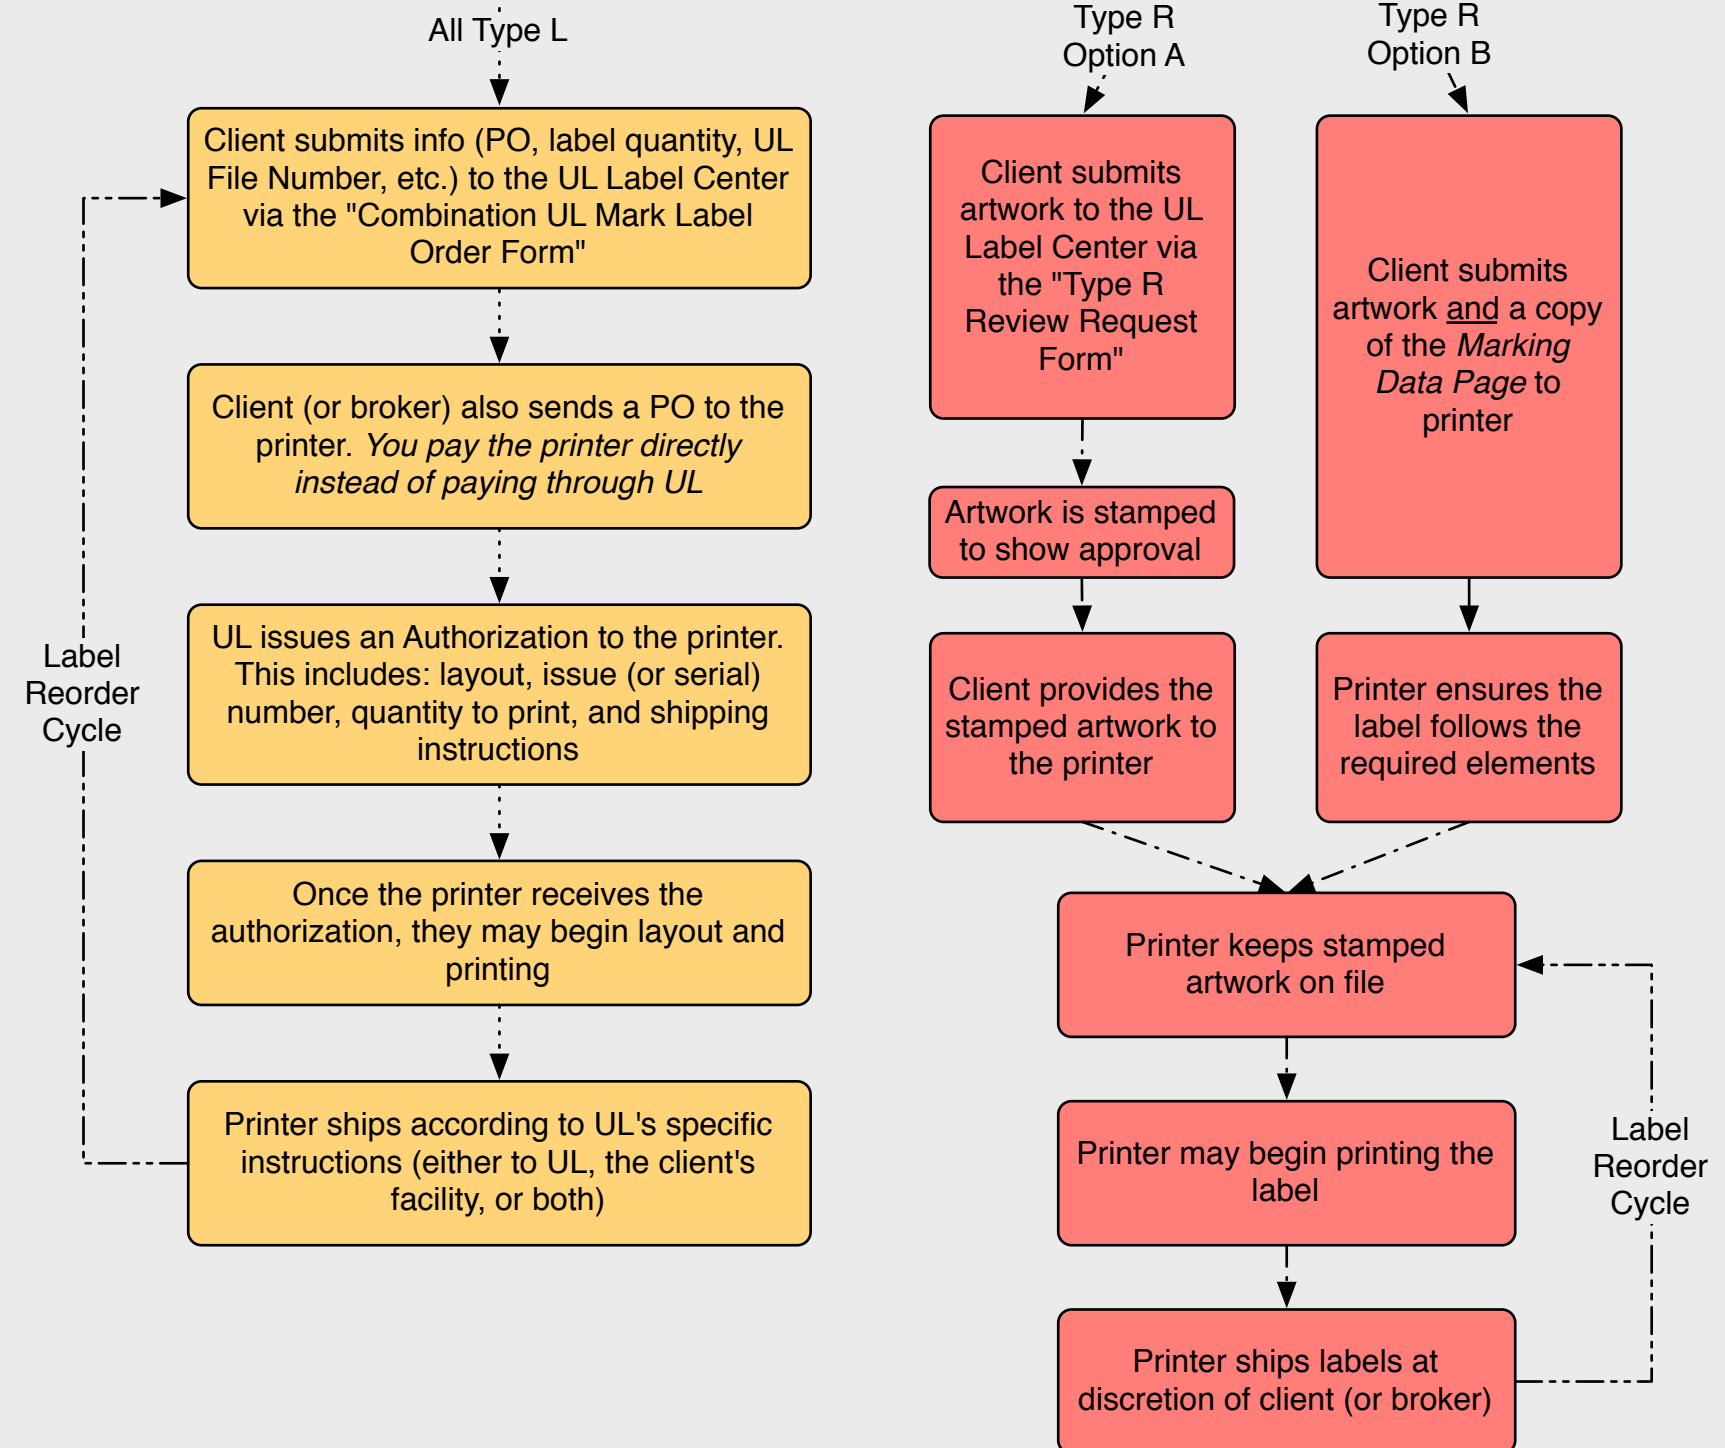 All Type L
Client submits info (PO, label quantity, UL
File Number, etc.) to the UL Label Center
via the "Combination UL Mark Label
Order Form"
Client (or broker) also sends a PO to the
printer. You pay the printer directly
instead of paying through UL
UL issues an Authorization to the printer.
This includes: layout, issue (or serial)
number, quantity to print, and shipping
instructions
Once the printer receives the
authorization, they may begin layout and
printing
Printer ships according to UL's specific
instructions (either to UL, the client's
facility, or both)
Label
Reorder
Cycle
Type R
Option A
Client submits
artwork to the UL
Label Center via
the "Type R
Review Request
Form"
Artwork is stamped
to show approval
Client provides the
stamped artwork to
the printer
Type R
Option B
Client submits
artwork and a copy
of the Marking
Data Page to
printer
Printer ensures the
label follows the
required elements
Printer keeps stamped
artwork on file
Printer may begin printing the
label
Printer ships labels at
discretion of client (or broker)
Label
Reorder
Cycle